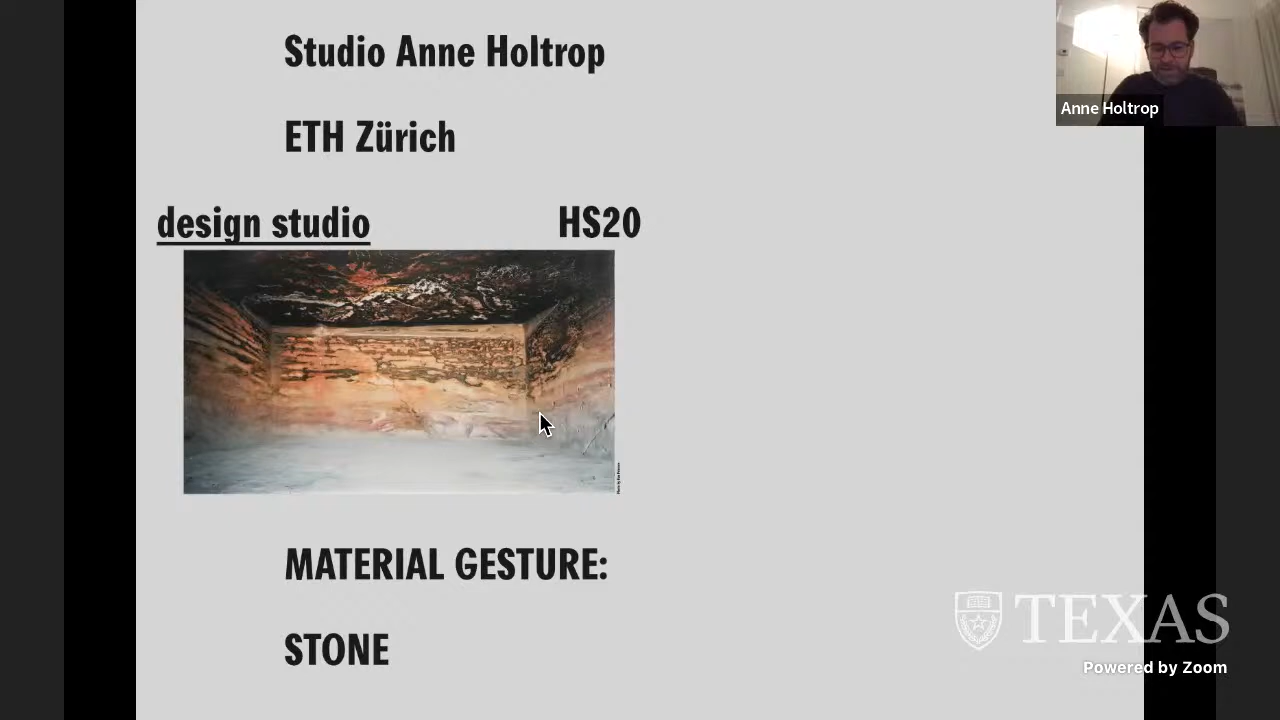 Studio Anne Holtrop
ETH Zürich
design studio HS20
MATERIAL GESTURE:
STONE
Anne Holtrop
TEXAS
Powered by Zoom